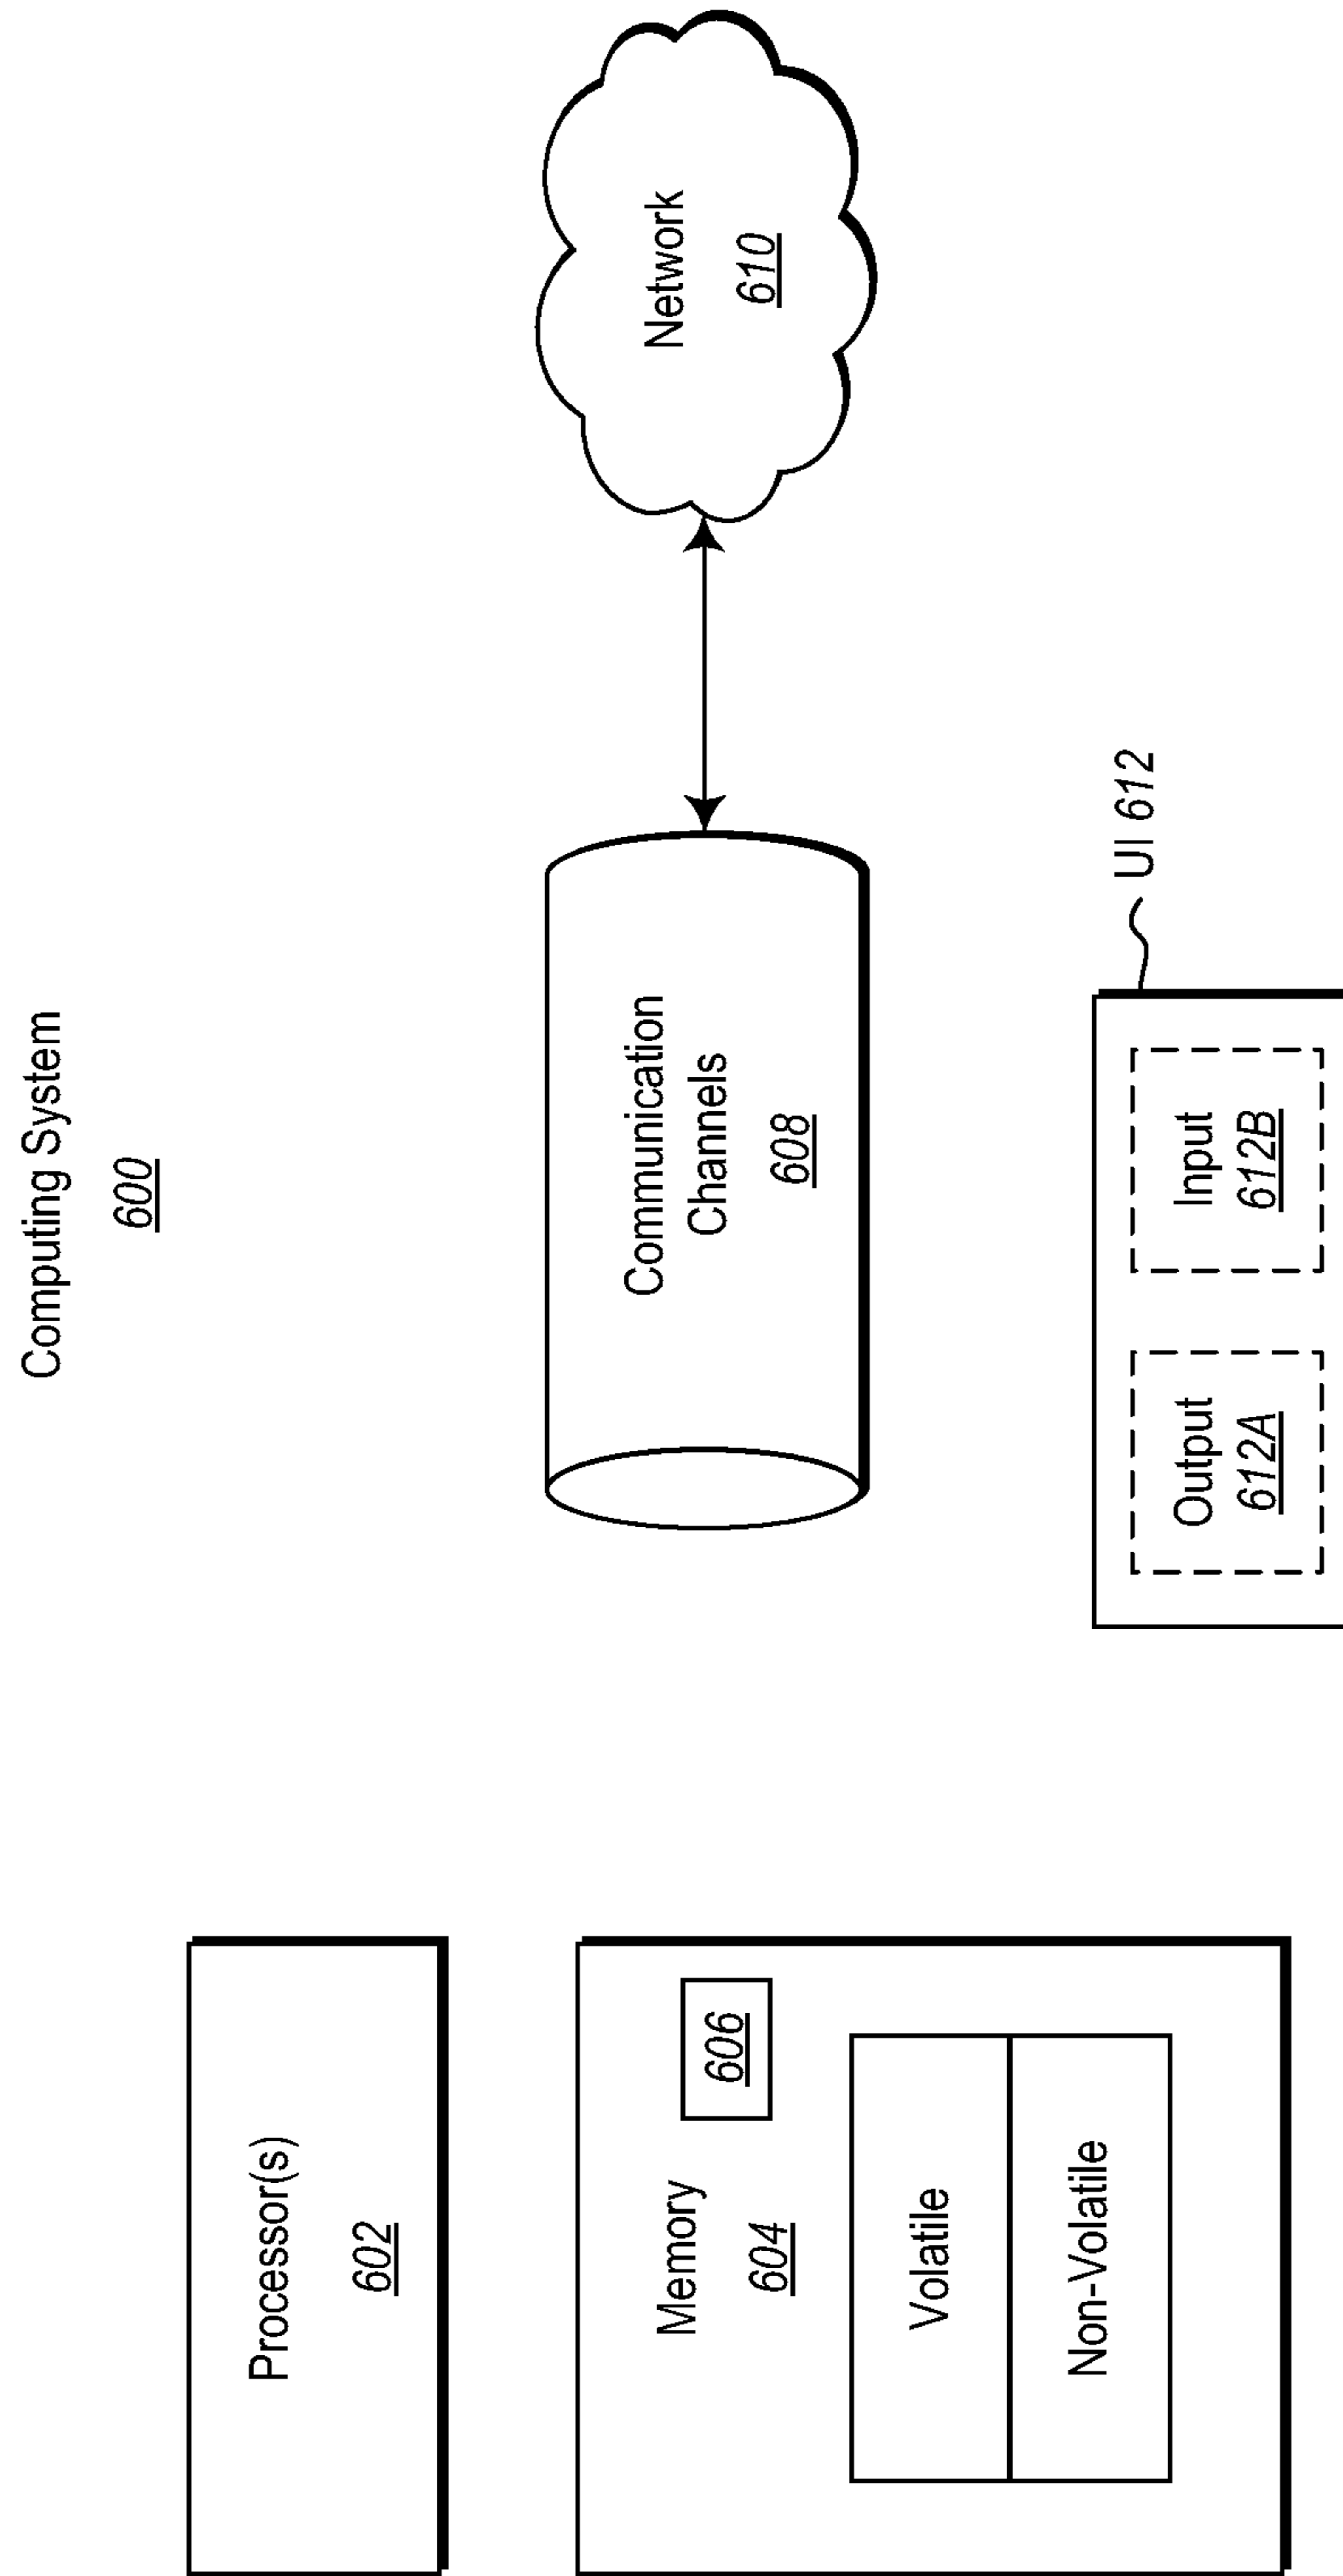 Computing System
600
Processor(s)
602
Memory
604
606
Volatile
Non-Volatile
Communication
Channels
608
Network
610
UI 612
Output
612A
Input
612B